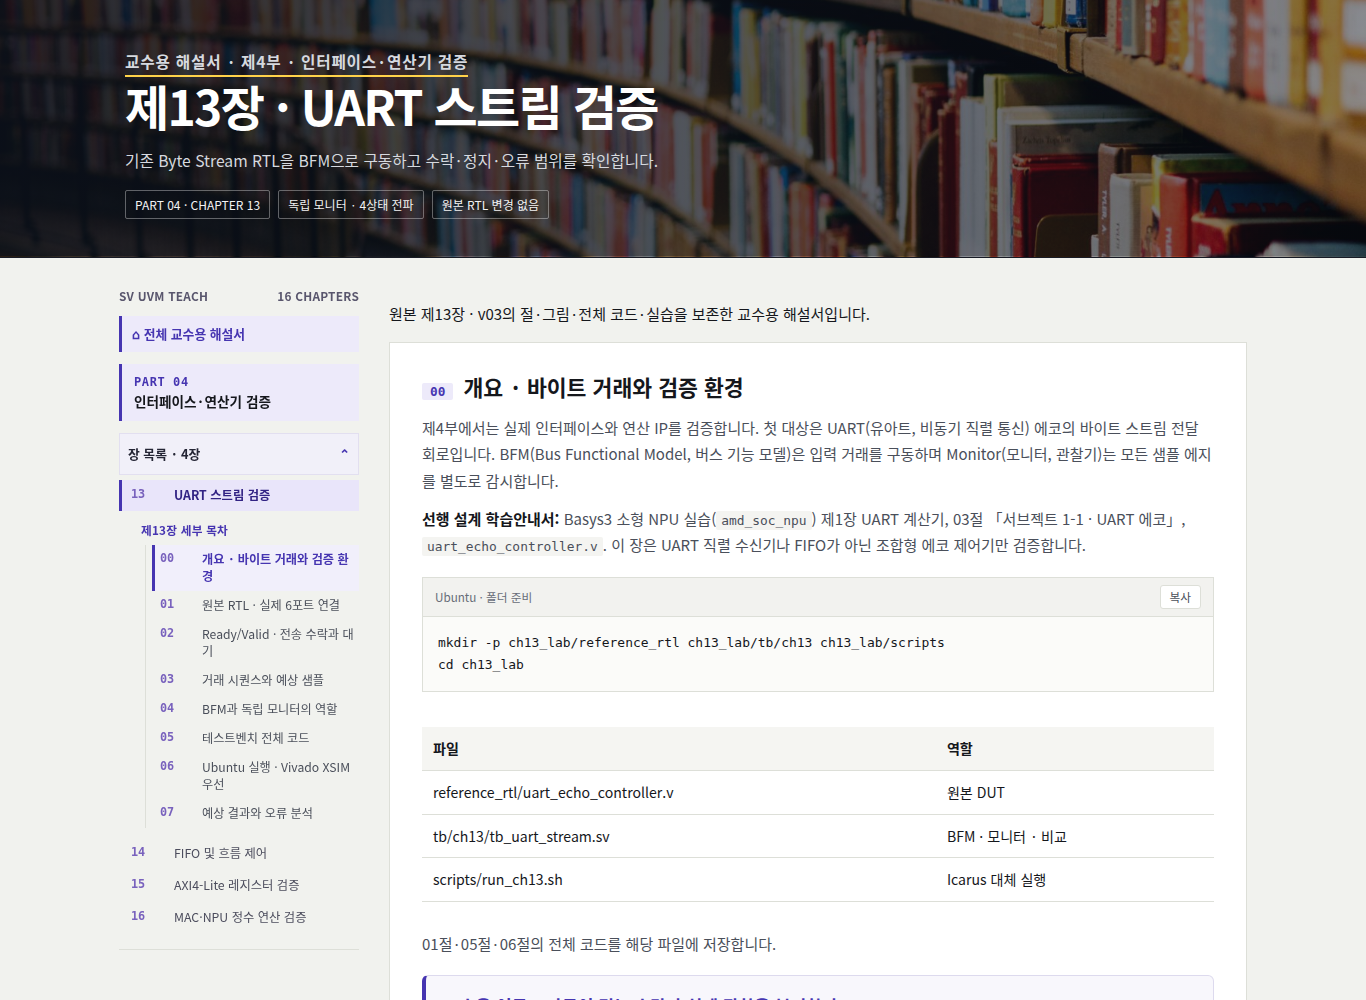 교수용 해설서 · 제4부 · 인터페이스·연산기 검증
제13장 · UART 스트림 검증
기존 Byte Stream RTL을 BFM으로 구동하고 수락·정지·오류 범위를 확인합니다.
PART 04 · CHAPTER 13
독립 모니터 · 4상태 전파
원본 RTL 변경 없음
SV UVM TEACH
16 CHAPTERS
⌂ 전체 교수용 해설서
PART 04
인터페이스·연산기 검증
장 목록 · 4장
13 UART 스트림 검증
제13장 세부 목차
00 개요 · 바이트 거래와 검증 환
경
01 원본 RTL · 실제 6포트 연결
02 Ready/Valid · 전송 수락과 대
기
03 거래 시퀀스와 예상 샘플
04 BFM과 독립 모니터의 역할
05 테스트벤치 전체 코드
06 Ubuntu 실행 · Vivado XSIM
우선
07 예상 결과와 오류 분석
14 FIFO 및 흐름 제어
15 AXI4-Lite 레지스터 검증
16 MAC·NPU 정수 연산 검증
원본 제13장 · v03의 절·그림·전체 코드·실습을 보존한 교수용 해설서입니다.
00 개요 · 바이트 거래와 검증 환경
제4부에서는 실제 인터페이스와 연산 IP를 검증합니다. 첫 대상은 UART(유아트, 비동기 직렬 통신) 에코의 바이트 스트림 전달
회로입니다. BFM(Bus Functional Model, 버스 기능 모델)은 입력 거래를 구동하며 Monitor(모니터, 관찰기)는 모든 샘플 에지
를 별도로 감시합니다.
선행 설계 학습안내서: Basys3 소형 NPU 실습( amd_soc_npu ) 제1장 UART 계산기, 03절 「서브젝트 1-1 · UART 에코」,
uart_echo_controller.v . 이 장은 UART 직렬 수신기나 FIFO가 아닌 조합형 에코 제어기만 검증합니다.
Ubuntu · 폴더 준비
복사
mkdir -p ch13_lab/reference_rtl ch13_lab/tb/ch13 ch13_lab/scripts
cd ch13_lab
파일 역할
reference_rtl/uart_echo_controller.v 원본 DUT
tb/ch13/tb_uart_stream.sv BFM · 모니터 · 비교
scripts/run_ch13.sh Icarus 대체 실행
01절·05절·06절의 전체 코드를 해당 파일에 저장합니다.